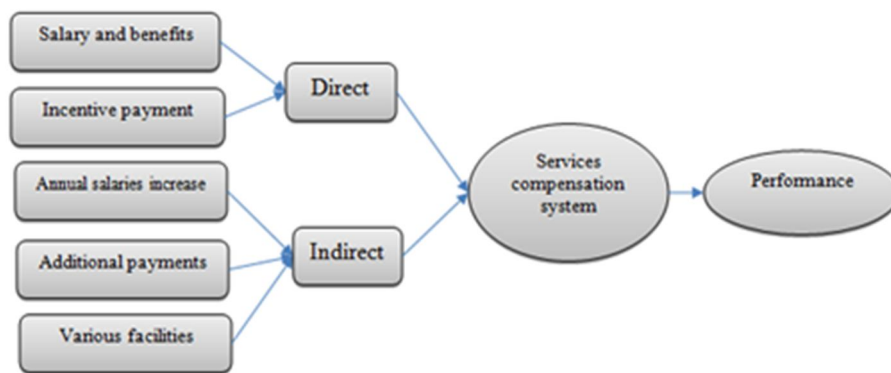 Salary and benefits
Incentive payment
Annual salaries increase
Additional payments
Various facilities
Direct
Indirect
Services
compensation
system
Performance